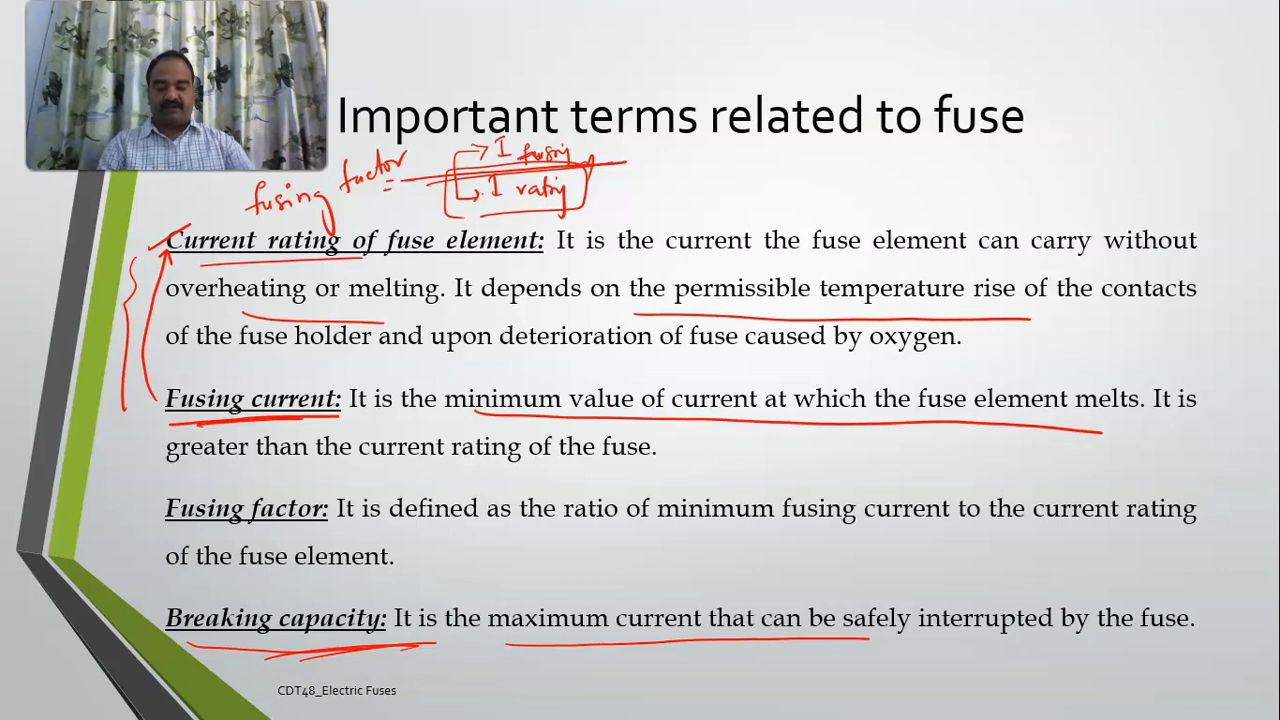 Important terms related to fuse
fusing factor = I fusing
I rating
Current rating of fuse element: It is the current the fuse element can carry without
overheating or melting. It depends on the permissible temperature rise of the contacts
of the fuse holder and upon deterioration of fuse caused by oxygen.
Fusing current: It is the minimum value of current at which the fuse element melts. It is
greater than the current rating of the fuse.
Fusing factor: It is defined as the ratio of minimum fusing current to the current rating
of the fuse element.
Breaking capacity: It is the maximum current that can be safely interrupted by the fuse.
CDT48_Electric Fuses